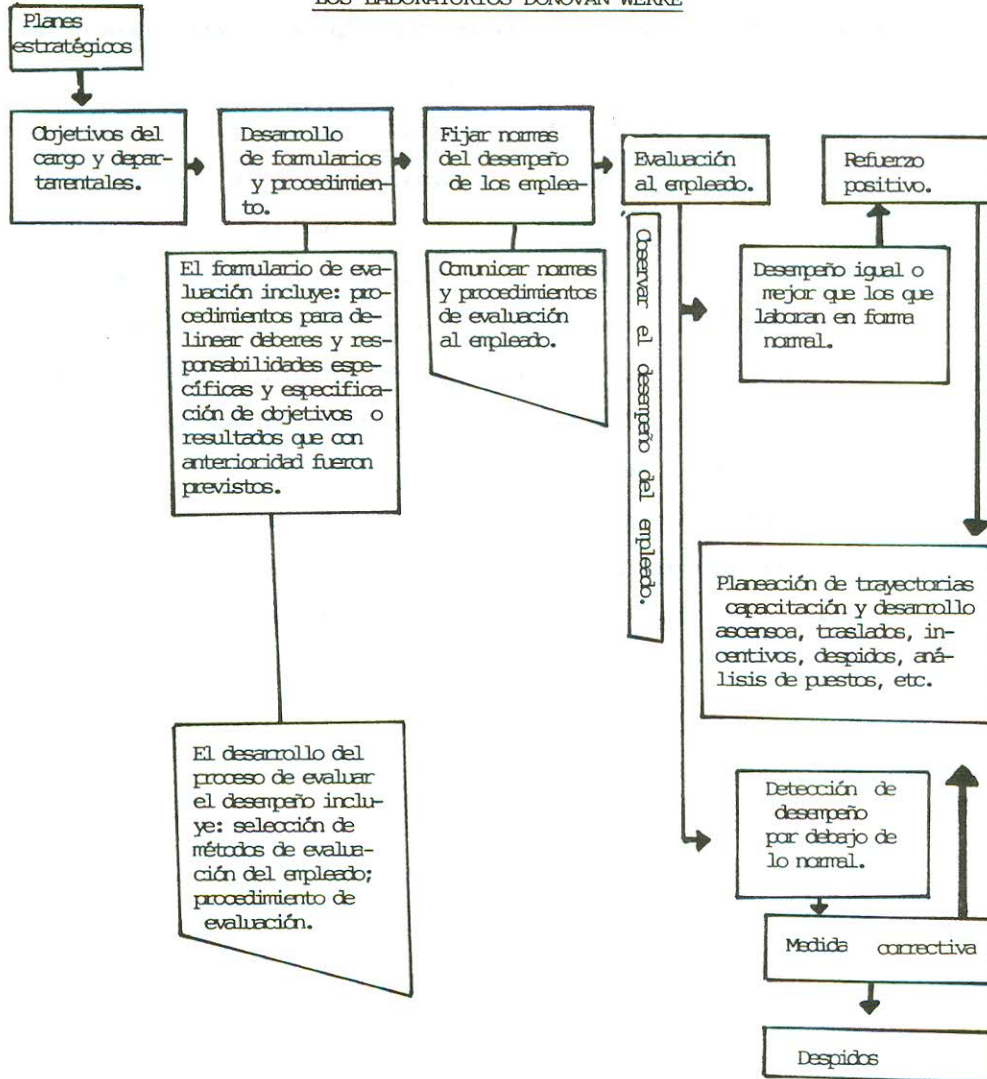 LOS LABORATORIOS DONOVAN WERKE
Planes
estratégicos
Objetivos del
cargo y depar-
tamentales.
Desarrollo
de formularios
y procedimien-
to.
Fijar normas
del desempeño
de los emplea-
Evaluación
al empleado.
Refuerzo
positivo.
El formulario de eva-
luación incluye: pro-
cedimientos para de-
linear deberes y res-
ponsabilidades espe-
cíficas y especifica-
ción de objetivos o
resultados que con
anterioridad fueron
previstos.
Comunicar normas
y procedimientos
de evaluación
al empleado.
Observar el desempeño del empleado.
Desempeño igual o
mejor que los que
laboran en forma
normal.
Planeación de trayectorias
capacitación y desarrollo
ascensoa, traslados, in-
centivos, despidos, aná-
lisis de puestos, etc.
El desarrollo del
proceso de evaluar
el desempeño inclu-
ye: selección de
métodos de evalua-
ción del empleado;
procedimiento de
evaluación.
Detección de
desempeño
por debajo de
lo normal.
Medida correctiva
Despidos